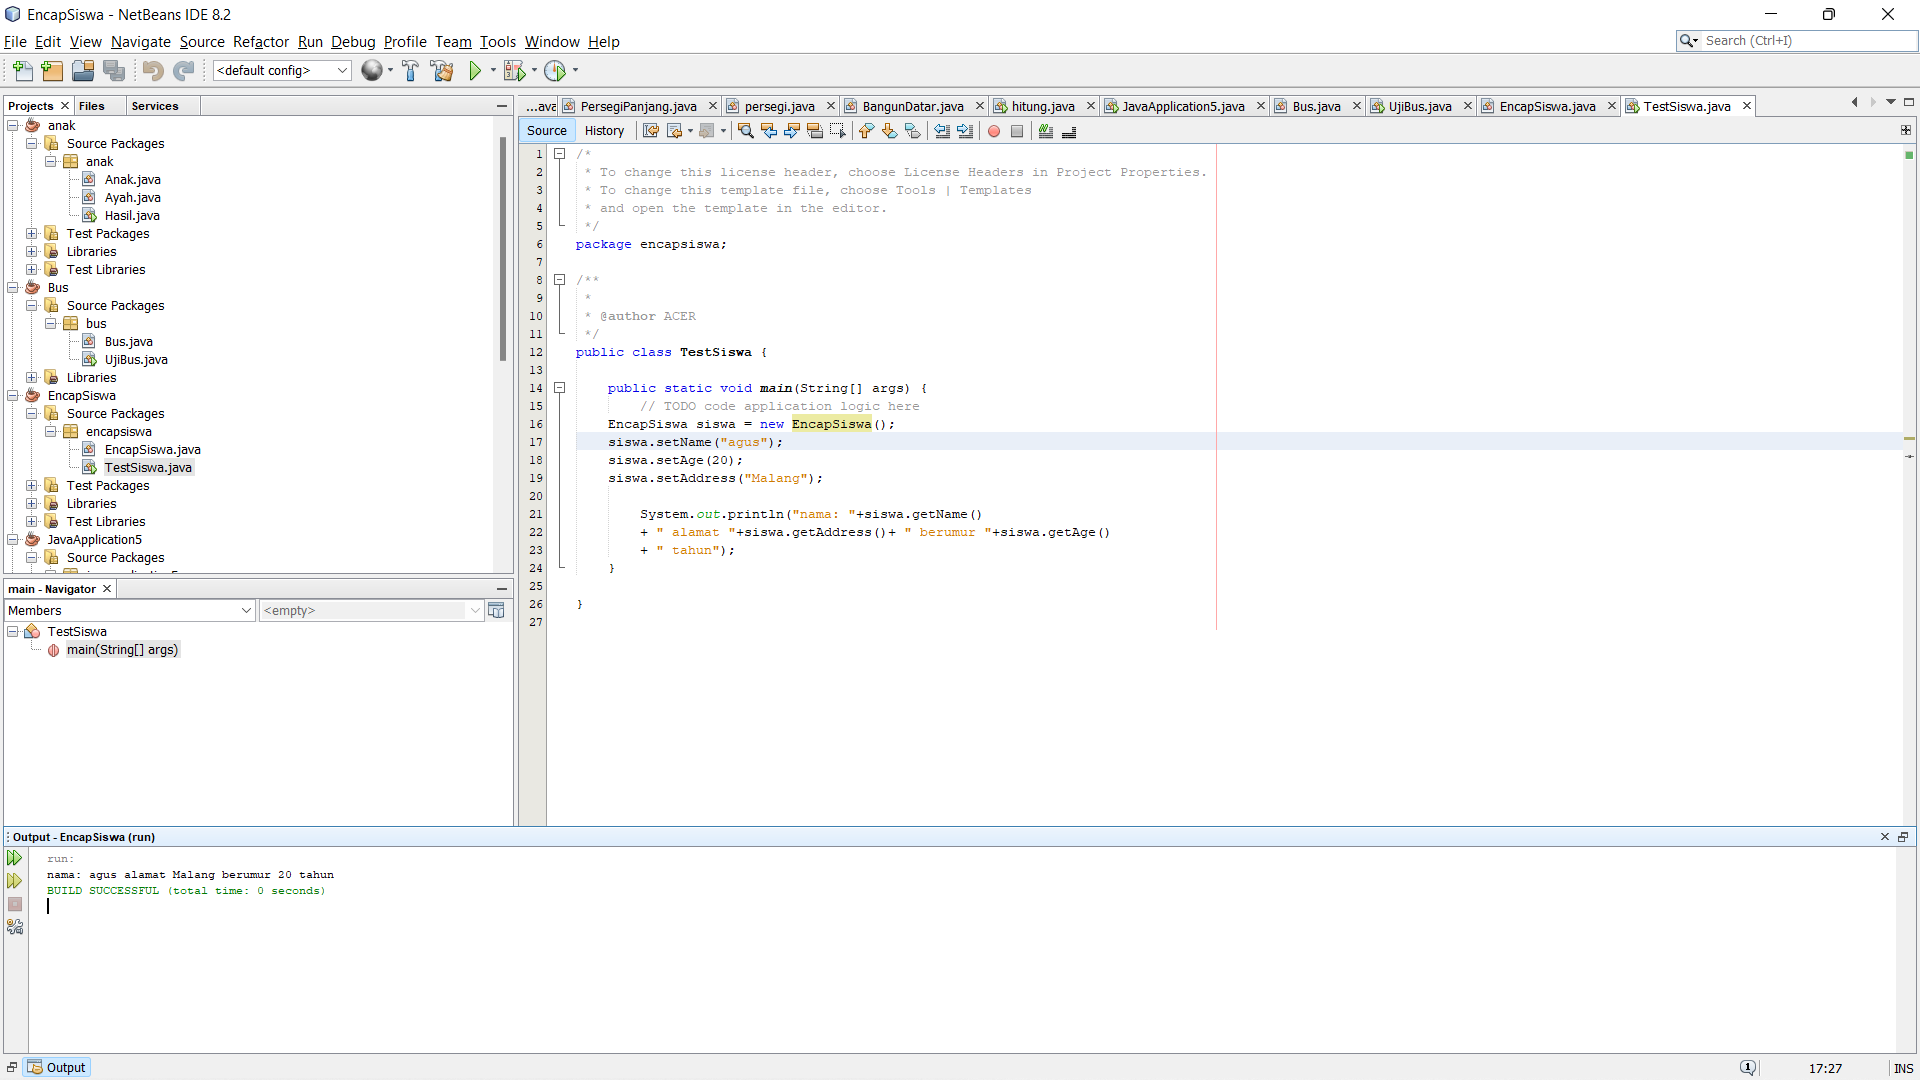 EncapSiswa - NetBeans IDE 8.2
File Edit View Navigate Source Refactor Run Debug Profile Team Tools Window Help
Search (Ctrl+I)
<default config>
Projects Files Services
anak
Source Packages
anak
Anak.java
Ayah.java
Hasil.java
Test Packages
Libraries
Test Libraries
Bus
Source Packages
bus
Bus.java
UjiBus.java
Libraries
EncapSiswa
Source Packages
encapsiswa
EncapSiswa.java
TestSiswa.java
Test Packages
Libraries
Test Libraries
JavaApplication5
Source Packages
main - Navigator
Members <empty>
TestSiswa
main(String[] args)
...ava PersegiPanjang.java persegi.java BangunDatar.java hitung.java JavaApplication5.java Bus.java UjiBus.java EncapSiswa.java TestSiswa.java
Source History
1 /*
2 * To change this license header, choose License Headers in Project Properties.
3 * To change this template file, choose Tools | Templates
4 * and open the template in the editor.
5 */
6 package encapsiswa;
7
8 /**
9 *
10 * @author ACER
11 */
12 public class TestSiswa {
13
14 public static void main(String[] args) {
15 // TODO code application logic here
16 EncapSiswa siswa = new EncapSiswa();
17 siswa.setName("agus");
18 siswa.setAge(20);
19 siswa.setAddress("Malang");
20
21 System.out.println("nama: "+siswa.getName()
22 + " alamat "+siswa.getAddress()+ " berumur "+siswa.getAge()
23 + " tahun");
24 }
25
26 }
27
Output - EncapSiswa (run)
run:
nama: agus alamat Malang berumur 20 tahun
BUILD SUCCESSFUL (total time: 0 seconds)
Output
1 17:27 INS